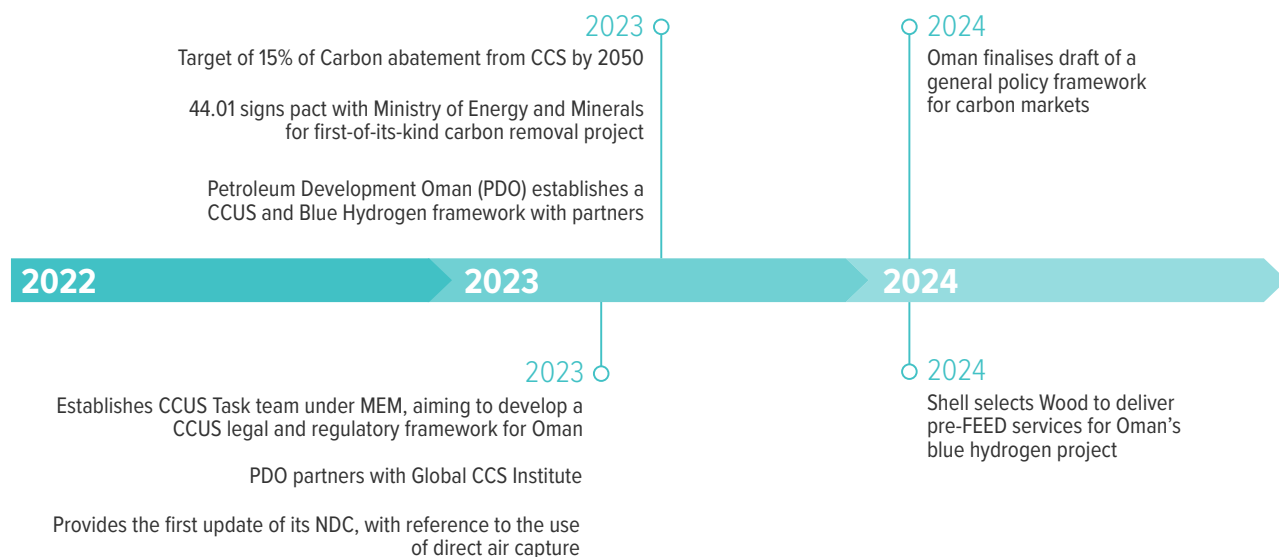 2023
Target of 15% of Carbon abatement from CCS by 2050
44.01 signs pact with Ministry of Energy and Minerals
for first-of-its-kind carbon removal project
Petroleum Development Oman (PDO) establishes a
CCUS and Blue Hydrogen framework with partners
2024
Oman finalises draft of a
general policy framework
for carbon markets
2022
2023
2024
2023
Establishes CCUS Task team under MEM, aiming to develop a
CCUS legal and regulatory framework for Oman
PDO partners with Global CCS Institute
Provides the first update of its NDC, with reference to the use
of direct air capture
2024
Shell selects Wood to deliver
pre-FEED services for Oman’s
blue hydrogen project